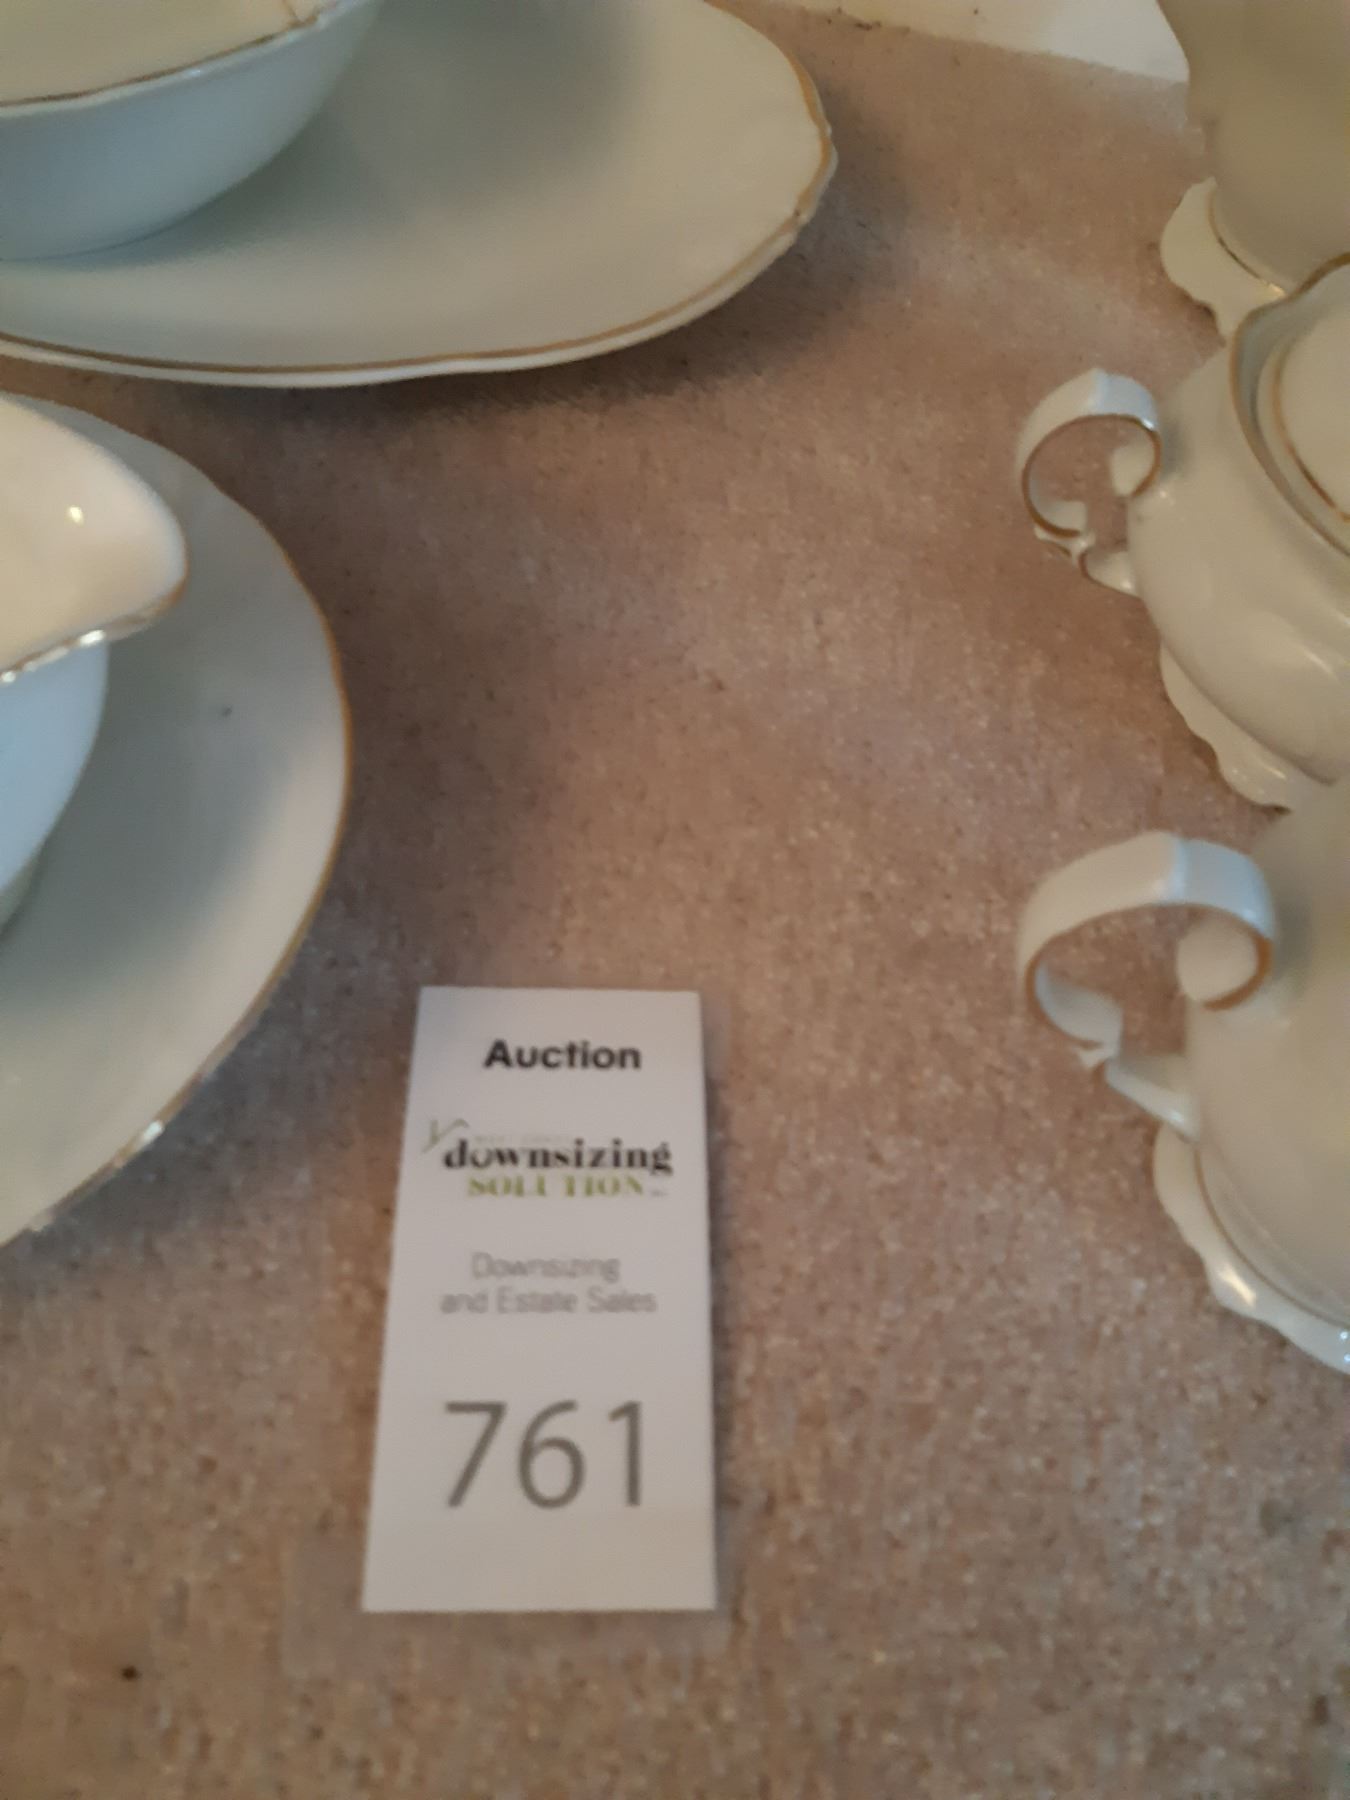 Auction
downsizing
SOLUTION
Downsizing
and Estate Sales
761